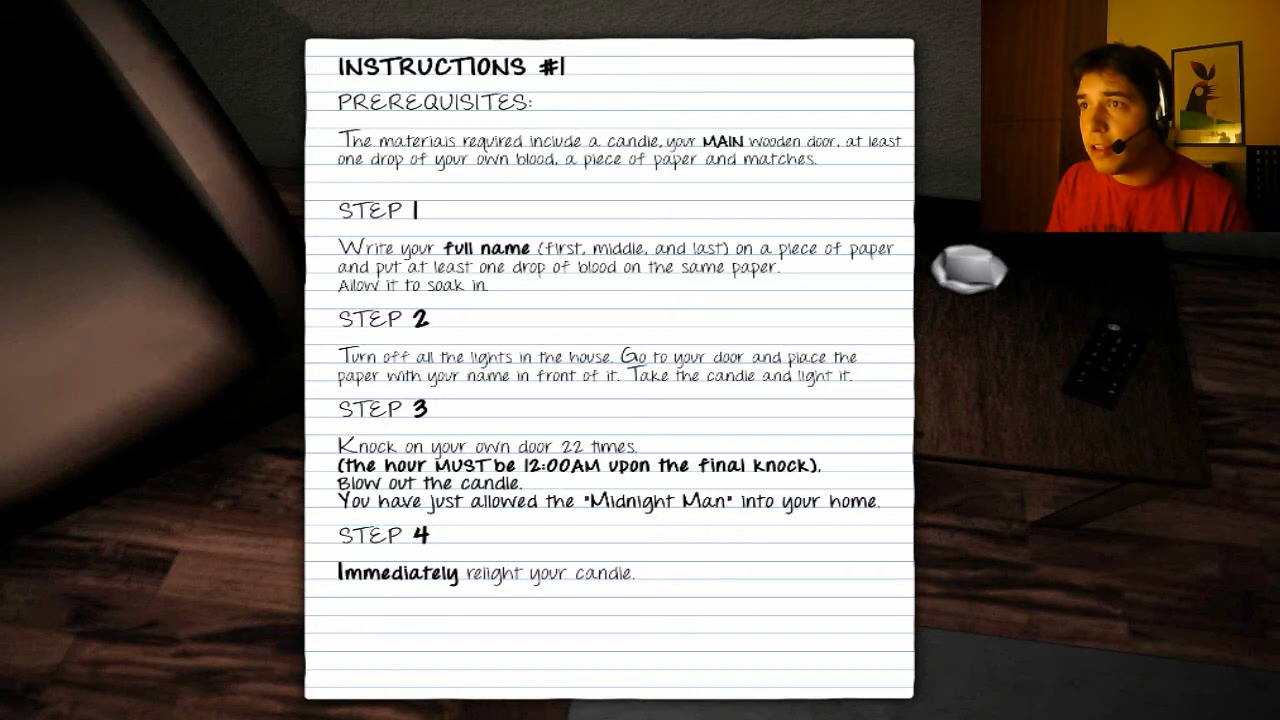 INSTRUCTIONS #1
PREREQUISITES:
The materials required include a candle, your MAIN wooden door, at least
one drop of your own blood, a piece of paper and matches.
STEP 1
Write your full name (first, middle, and last) on a piece of paper
and put at least one drop of blood on the same paper.
Allow it to soak in.
STEP 2
Turn off all the lights in the house. Go to your door and place the
paper with your name in front of it. Take the candle and light it.
STEP 3
Knock on your own door 22 times.
(the hour MUST be 12:00AM upon the final knock).
Blow out the candle.
You have just allowed the "Midnight Man" into your home.
STEP 4
Immediately relight your candle.